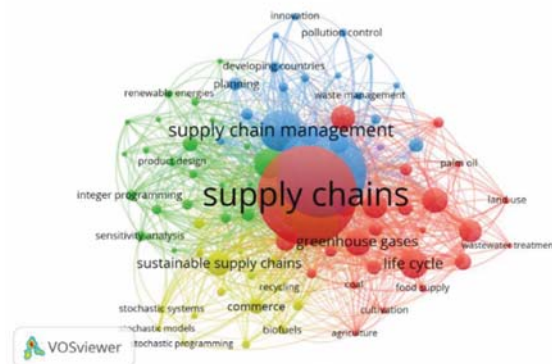 innovation
pollution control
developing countries
planning
renewable energies
waste management
supply chain management
product design
palm oil
supply chains
integer programming
land use
sensitivity analysis
greenhouse gases
wastewater treatment
sustainable supply chains
life cycle
recycling
coal
food supply
stochastic systems
commerce
cultivation
stochastic models
biofuels
agriculture
stochastic programming
VOSviewer